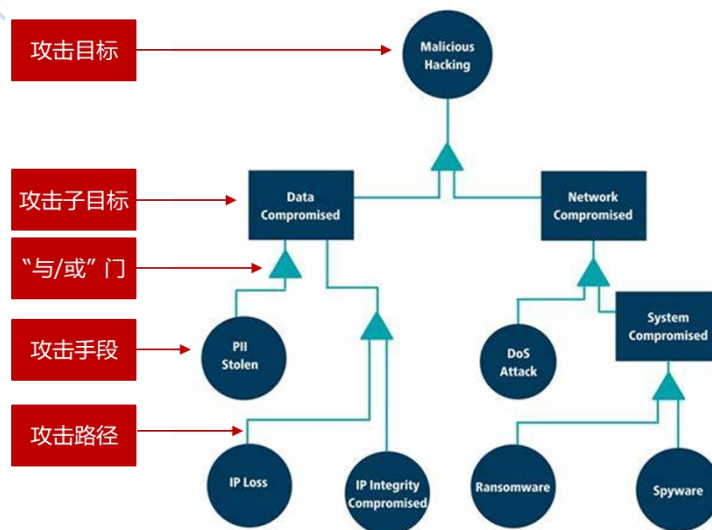 攻击目标
Malicious
Hacking
攻击子目标
Data
Compromised
Network
Compromised
“与/或”门
攻击手段
PII
Stolen
DoS
Attack
System
Compromised
攻击路径
IP Loss
IP Integrity
Compromised
Ransomware
Spyware